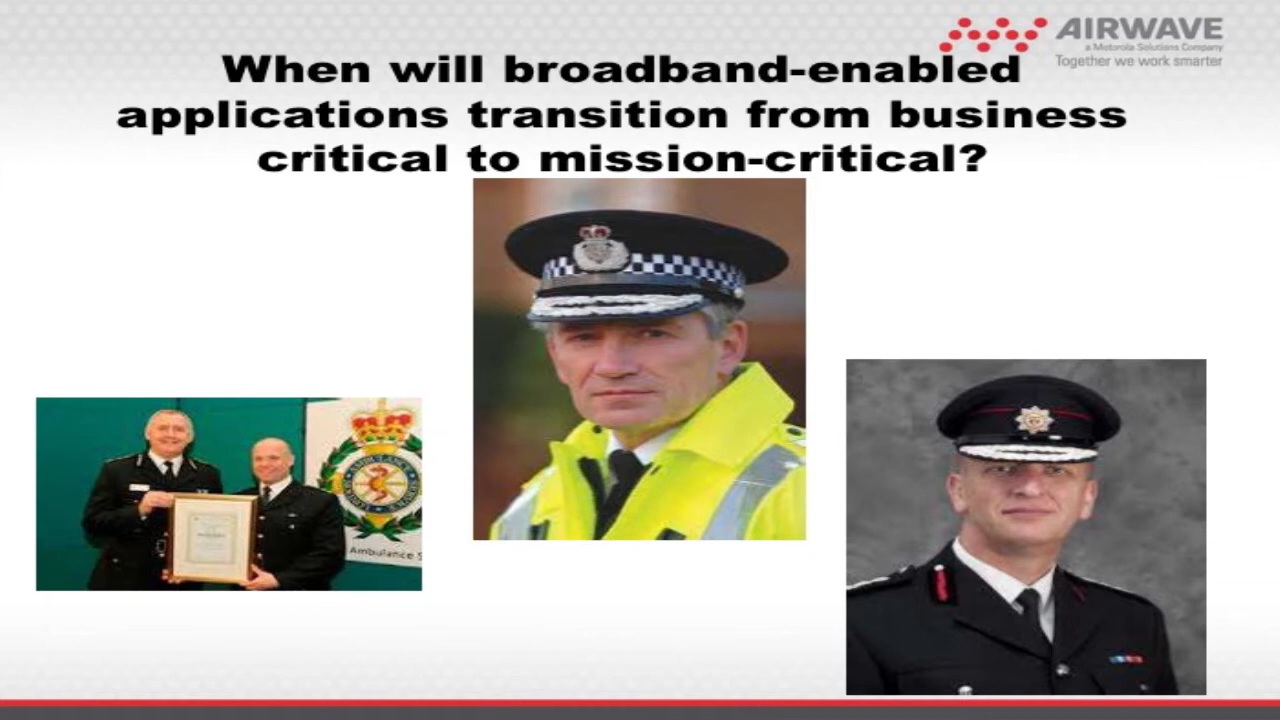 AIRWAVE
a Motorola Solutions Company
Together we work smarter
When will broadband-enabled
applications transition from business
critical to mission-critical?
Ambulance S